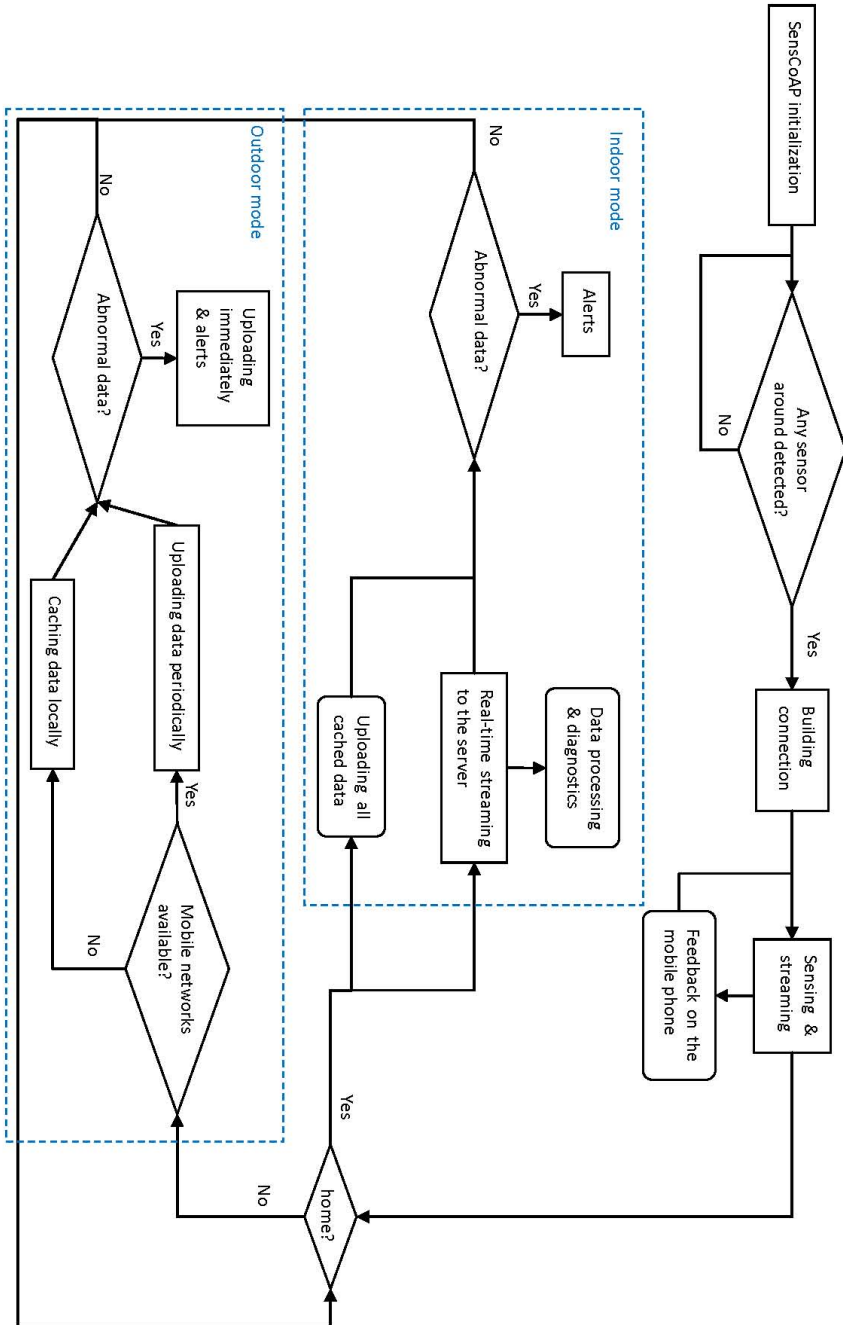 SensCoAP initialization
Any sensor
around detected?
No
Yes
Building
connection
Sensing &
streaming
Feedback on the
mobile phone
Indoor mode
No
Abnormal data?
Yes
Alerts
Data processing
& diagnostics
Real-time streaming
to the server
Uploading all
cached data
Yes
home?
No
Outdoor mode
No
Abnormal data?
Yes
Uploading
immediately
& alerts
Uploading data periodically
Caching data locally
Yes
No
Mobile networks
available?